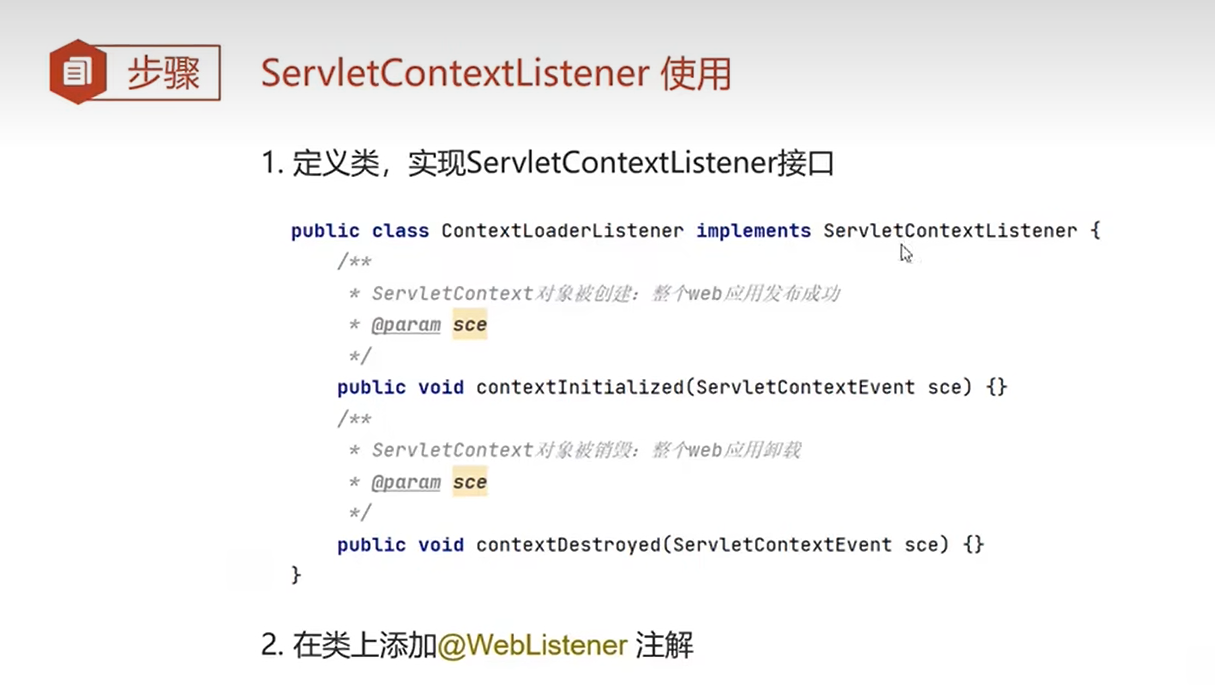 步骤
ServletContextListener 使用
1. 定义类，实现ServletContextListener接口
public class ContextLoaderListener implements ServletContextListener {
/**
* ServletContext对象被创建：整个web应用发布成功
* @param sce
*/
public void contextInitialized(ServletContextEvent sce) {}
/**
* ServletContext对象被销毁：整个web应用卸载
* @param sce
*/
public void contextDestroyed(ServletContextEvent sce) {}
}
2. 在类上添加@WebListener 注解